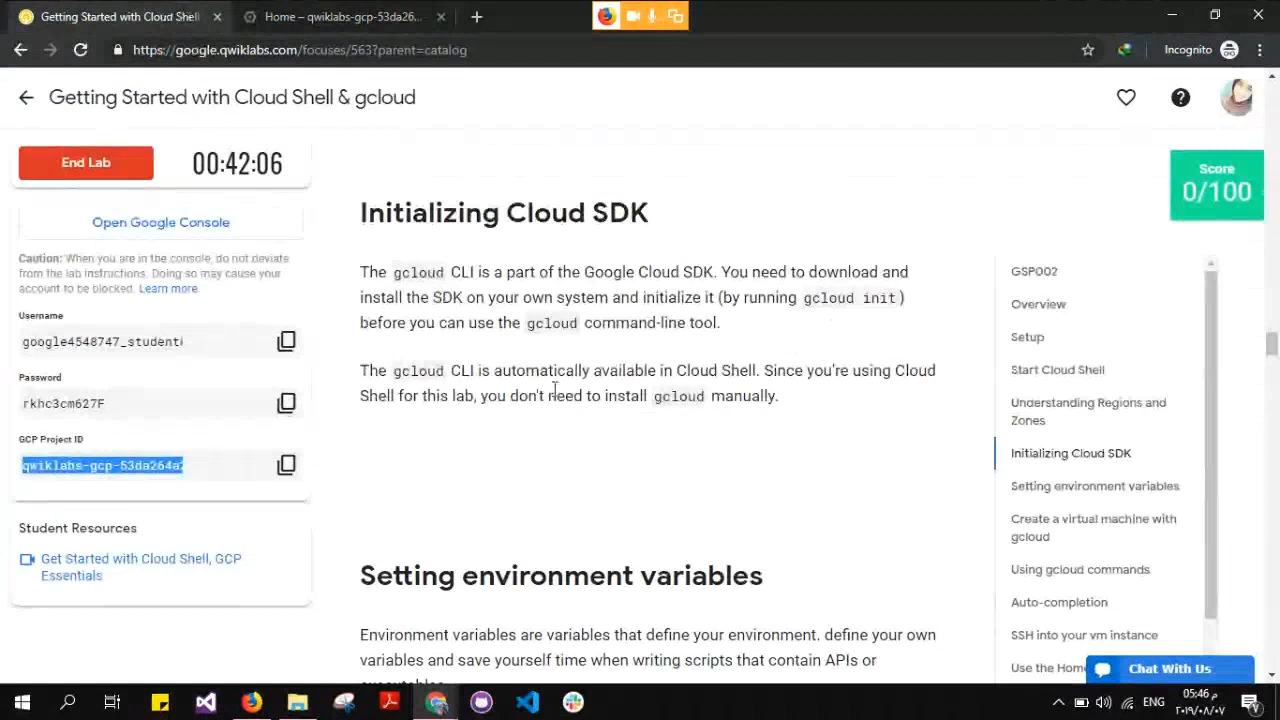 Getting Started with Cloud Shell
Home – qwiklabs-gcp-53da26...
https://google.qwiklabs.com/focuses/563?parent=catalog
Incognito
Getting Started with Cloud Shell & gcloud
End Lab
00:42:06
Score
0/100
Open Google Console
Caution: When you are in the console, do not deviate
from the lab instructions. Doing so may cause your
account to be blocked. Learn more.
Username
google4548747_student
Password
rkhc3cm627F
GCP Project ID
qwiklabs-gcp-53da264a
Student Resources
Get Started with Cloud Shell, GCP
Essentials
Initializing Cloud SDK
The gcloud CLI is a part of the Google Cloud SDK. You need to download and
install the SDK on your own system and initialize it (by running gcloud init)
before you can use the gcloud command-line tool.
The gcloud CLI is automatically available in Cloud Shell. Since you're using Cloud
Shell for this lab, you don't need to install gcloud manually.
Setting environment variables
Environment variables are variables that define your environment. define your own
variables and save yourself time when writing scripts that contain APIs or
GSP002
Overview
Setup
Start Cloud Shell
Understanding Regions and
Zones
Initializing Cloud SDK
Setting environment variables
Create a virtual machine with
gcloud
Using gcloud commands
Auto-completion
SSH into your vm instance
Use the Home
Chat With Us
ENG
05:46 م
٢٠١٩/٠٨/٠٧